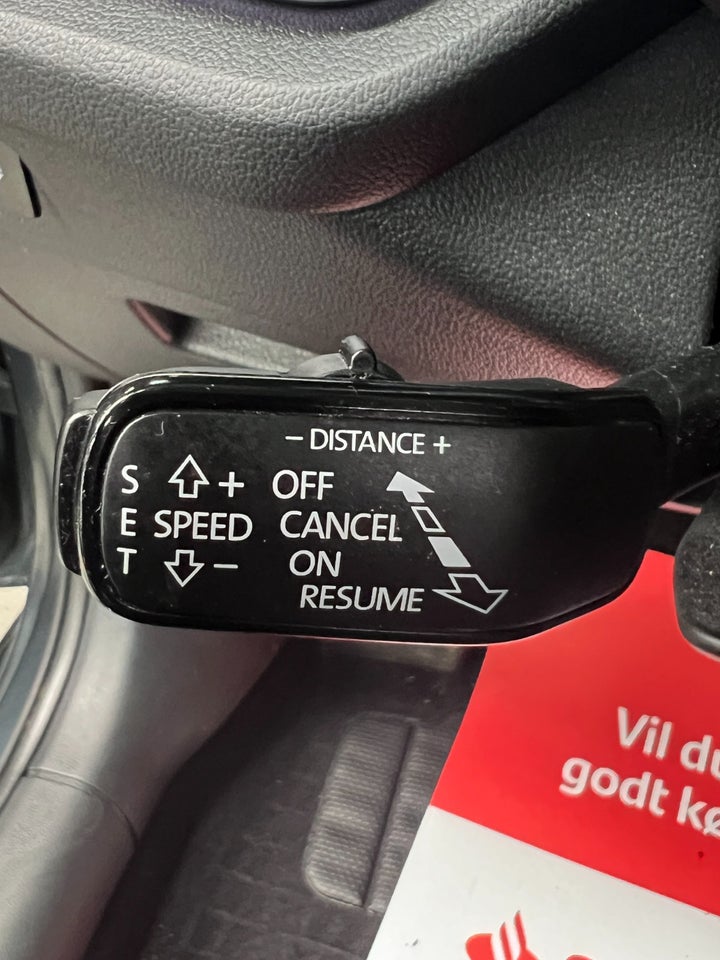 − DISTANCE +
S + OFF
E SPEED CANCEL
T − ON
RESUME
Vil du
godt